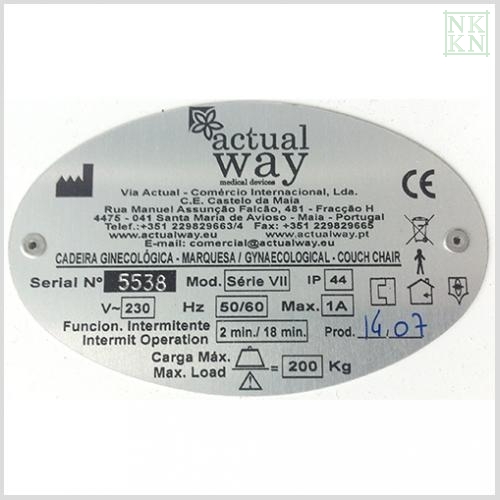 NK
KN
actual
way
medical devices
Via Actual - Comércio Internacional, Lda.
C.E. Castelo da Maia
Rua Manuel Assunção Falcão, 481 - Fracção H
4475 - 041 Santa Maria de Avioso - Maia - Portugal
Telef.:+351 229829663/4 Fax: +351 229829665
www.actualway.eu www.actualway.pt
E-mail: comercial@actualway.eu
CE
CADEIRA GINECOLÓGICA - MARQUESA / GYNAECOLOGICAL - COUCH CHAIR
Serial Nº 5538 Mod. Série VII IP 44
V~ 230 Hz 50/60 Max. 1A
Funcion. Intermitente
Intermit Operation 2 min./ 18 min. Prod. 14.07
Carga Máx.
Max. Load = 200 Kg